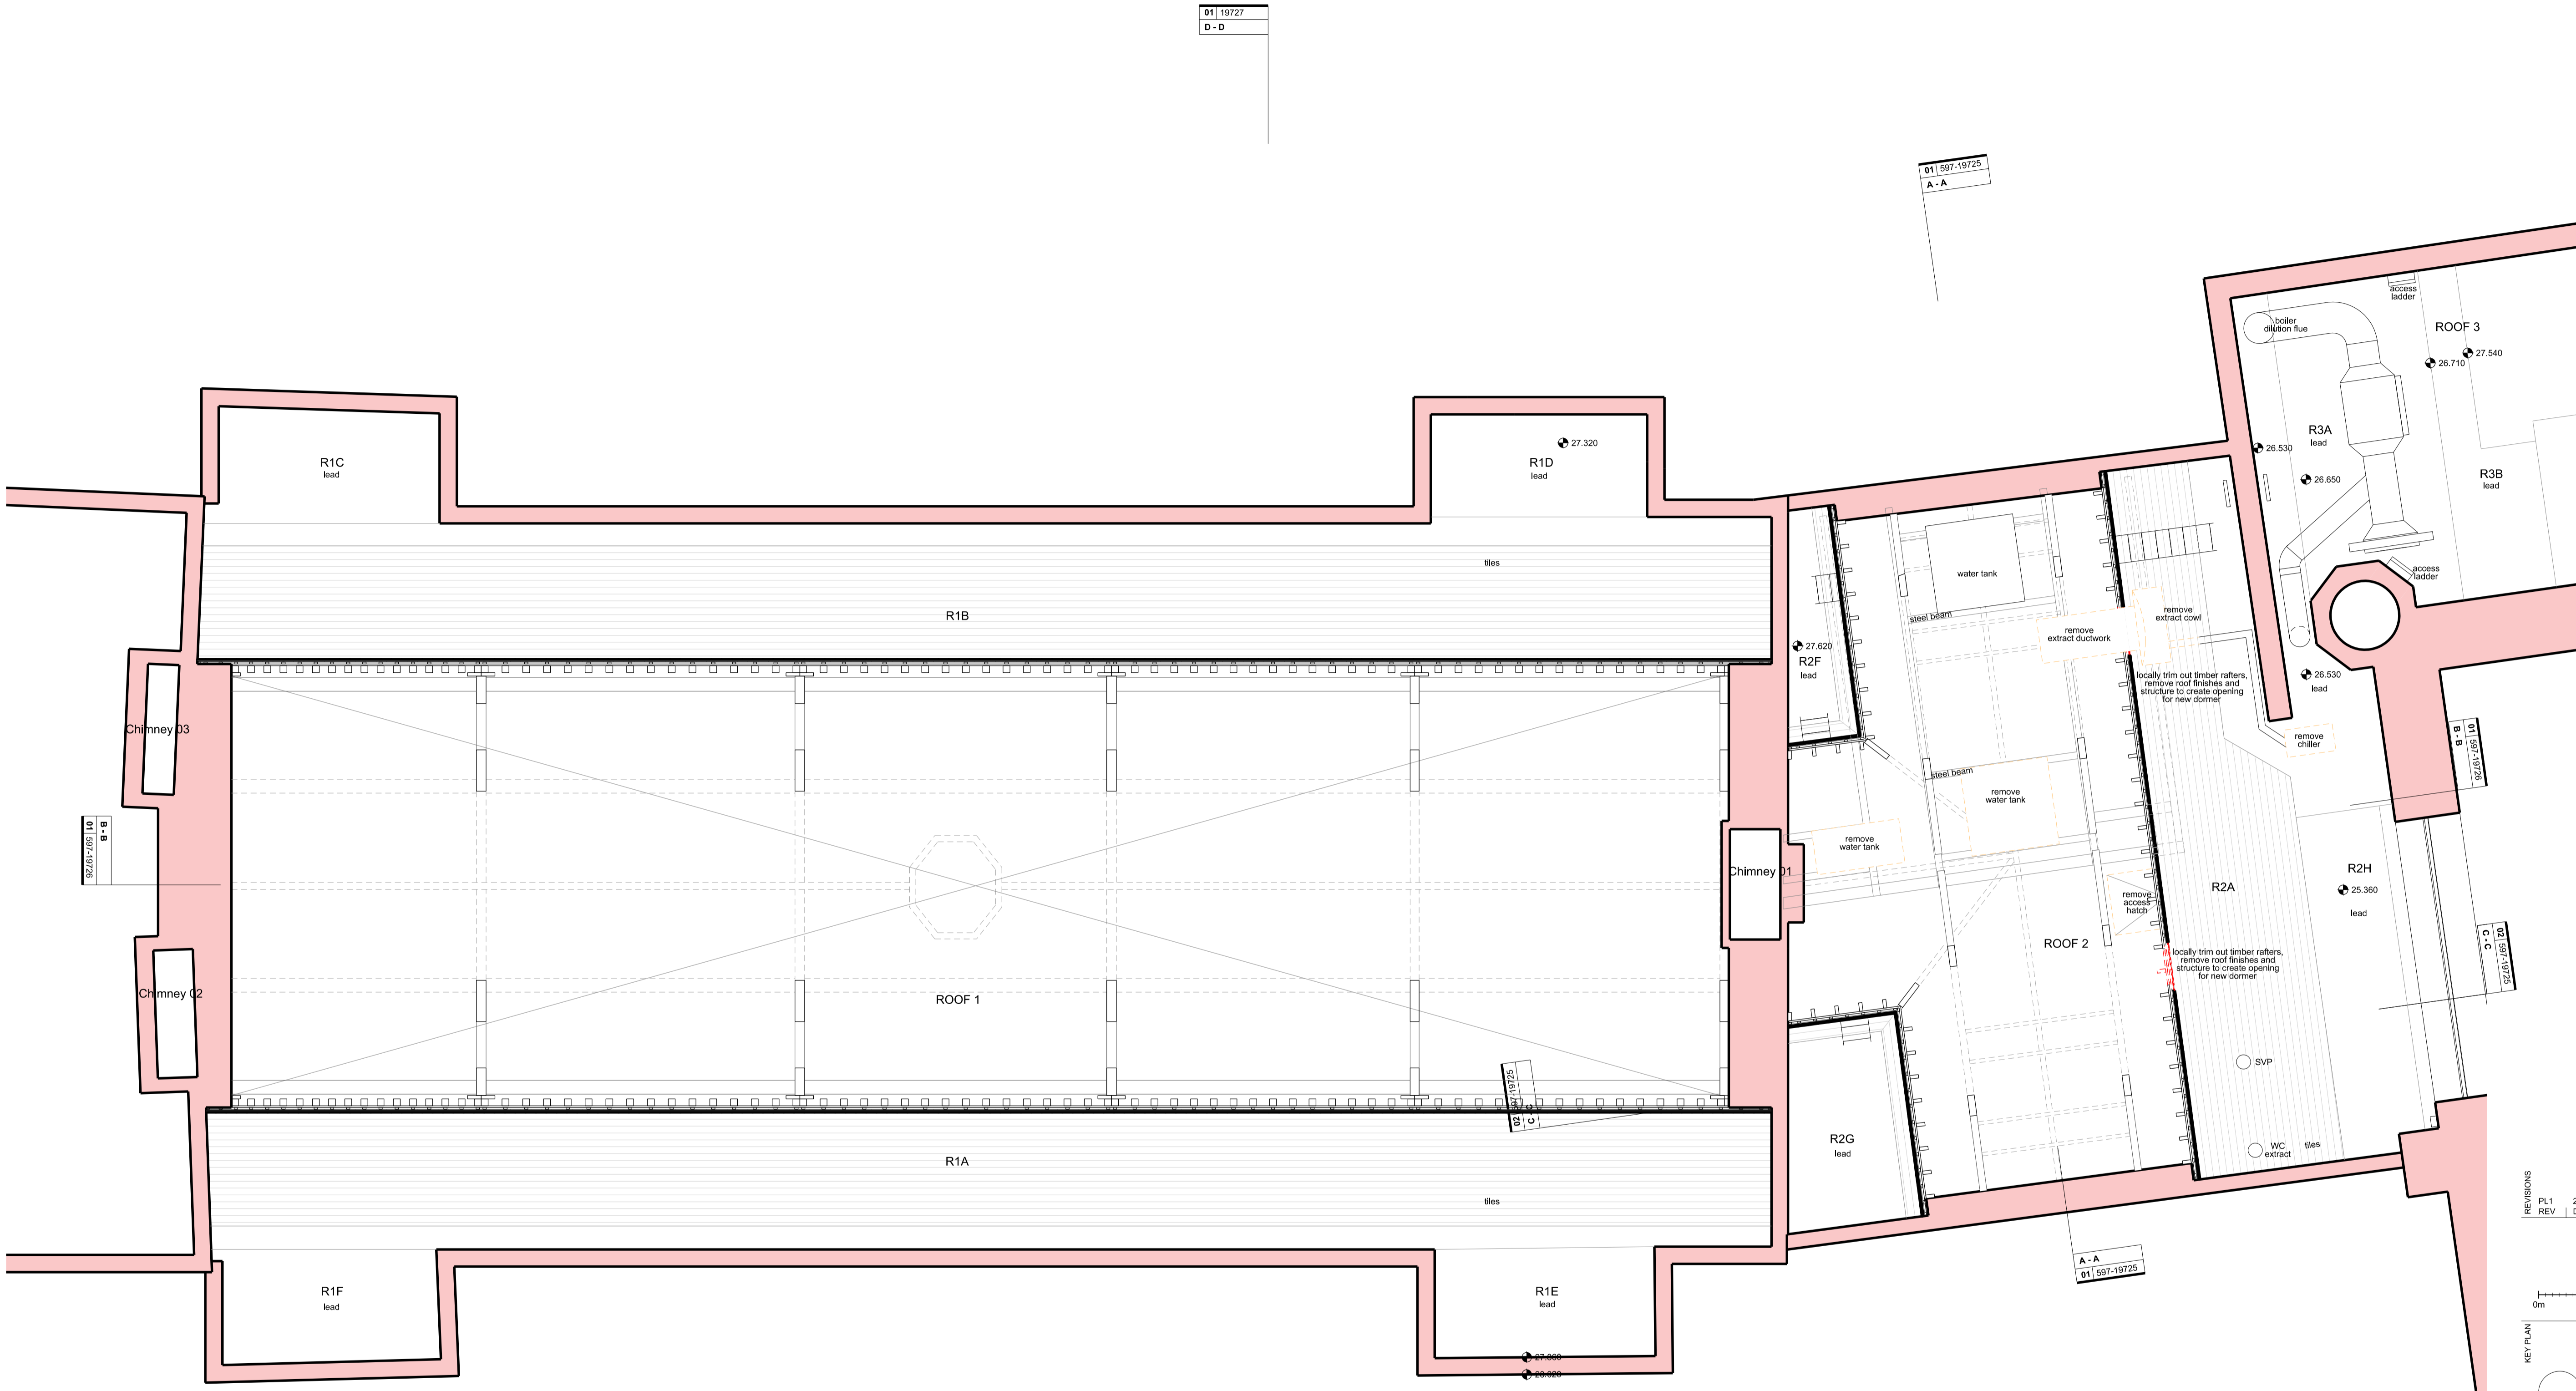 01 19727
D - D
01 597-19725
A - A
access
ladder
boiler
dilution flue
ROOF 3
27.540
26.710
R3A
lead
26.530
26.650
R3B
lead
R1C
lead
27.320
R1D
lead
tiles
R1B
water tank
steel beam
remove
extract ductwork
remove
extract cowl
access
ladder
27.620
R2F
lead
locally trim out timber rafters,
remove roof finishes and
structure to create opening
for new dormer
26.530
lead
remove
chiller
01 597-19726
B - B
Chimney 03
steel beam
remove
water tank
remove
water tank
B - B
01 597-19726
Chimney 01
R2H
25.360
lead
R2A
remove
access
hatch
ROOF 2
locally trim out timber rafters,
remove roof finishes and
structure to create opening
for new dormer
02 597-19725
C - C
Chimney 02
ROOF 1
SVP
02 597-19725
C - C
R2G
lead
WC
extract
tiles
R1A
tiles
REVISIONS
PL1
REV
A - A
01 597-19725
R1F
lead
R1E
lead
0m
KEY PLAN